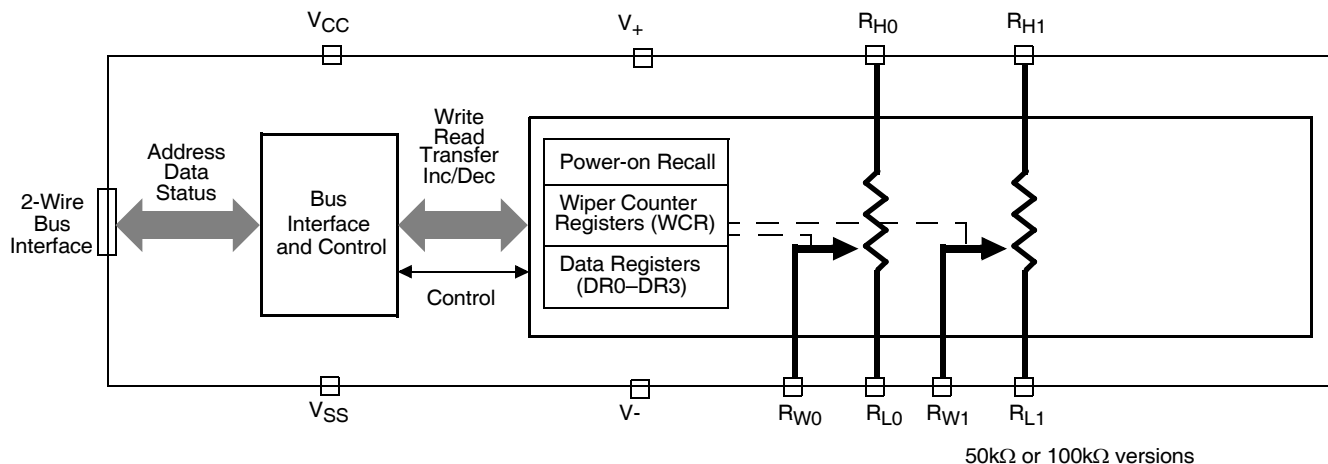 VCC
V+
RH0
RH1
2-Wire
Bus
Interface
Address
Data
Status
Bus
Interface
and Control
Write
Read
Transfer
Inc/Dec
Control
Power-on Recall
Wiper Counter
Registers (WCR)
Data Registers
(DR0–DR3)
VSS
V-
RW0
RL0
RW1
RL1
50kΩ or 100kΩ versions